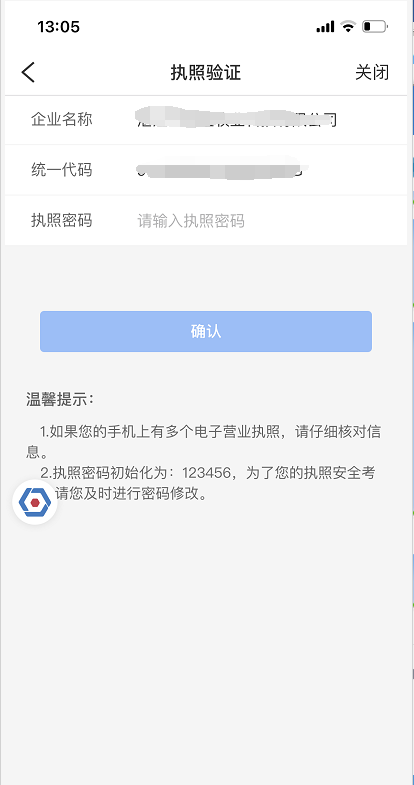 13:05
执照验证
关闭
企业名称
公司
统一代码
执照密码
请输入执照密码
确认
温馨提示：
1.如果您的手机上有多个电子营业执照，请仔细核对信
息。
2.执照密码初始化为：123456，为了您的执照安全考
请您及时进行密码修改。